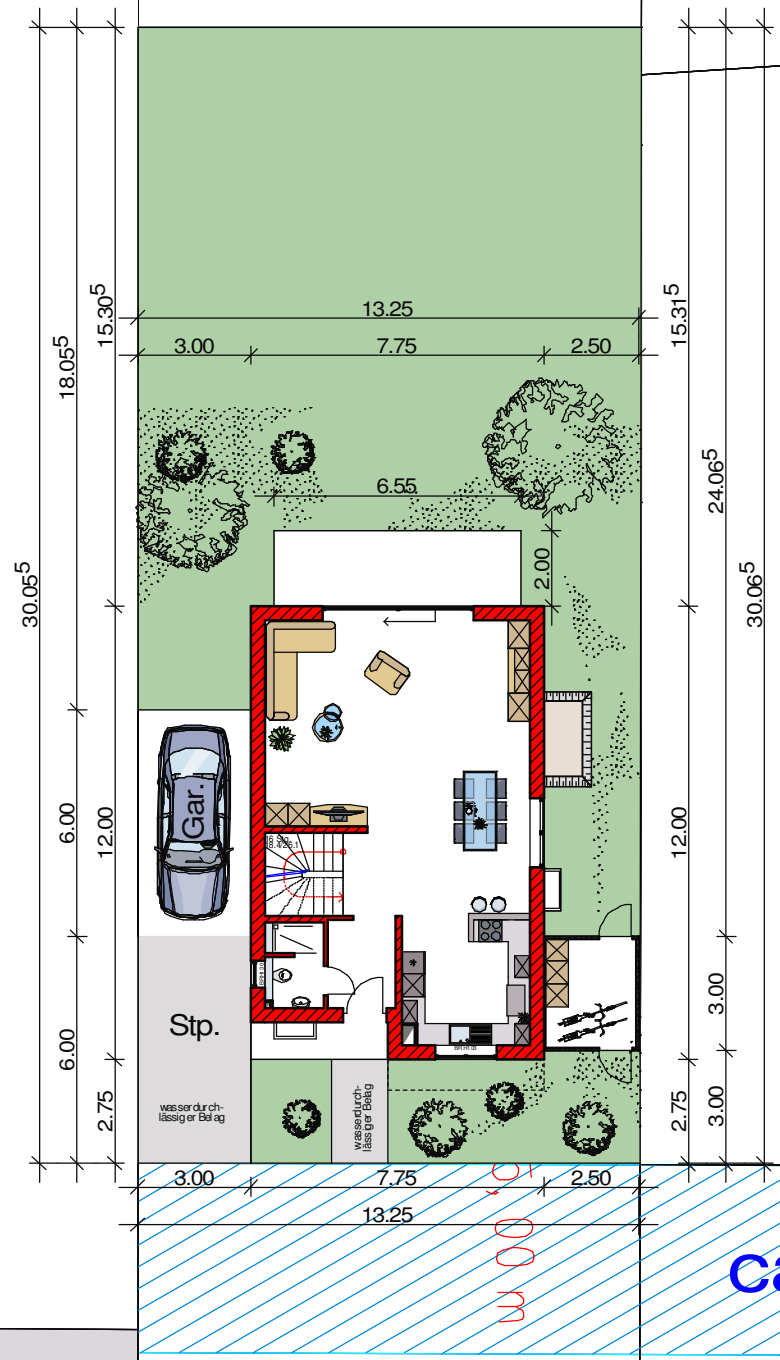 13.25
3.00 7.75 2.50
15.30⁵
15.31⁵
18.05⁵
6.55
24.06⁵
2.00
30.05⁵
30.06⁵
Gar.
6.00
12.00
12.00
16 Stg.
3.00
Stp.
6.00
wasserdurch-
lässiger Belag
wasserdurch-
lässiger Belag
2.75
2.75
3.00
3.00 7.75 2.50
13.25